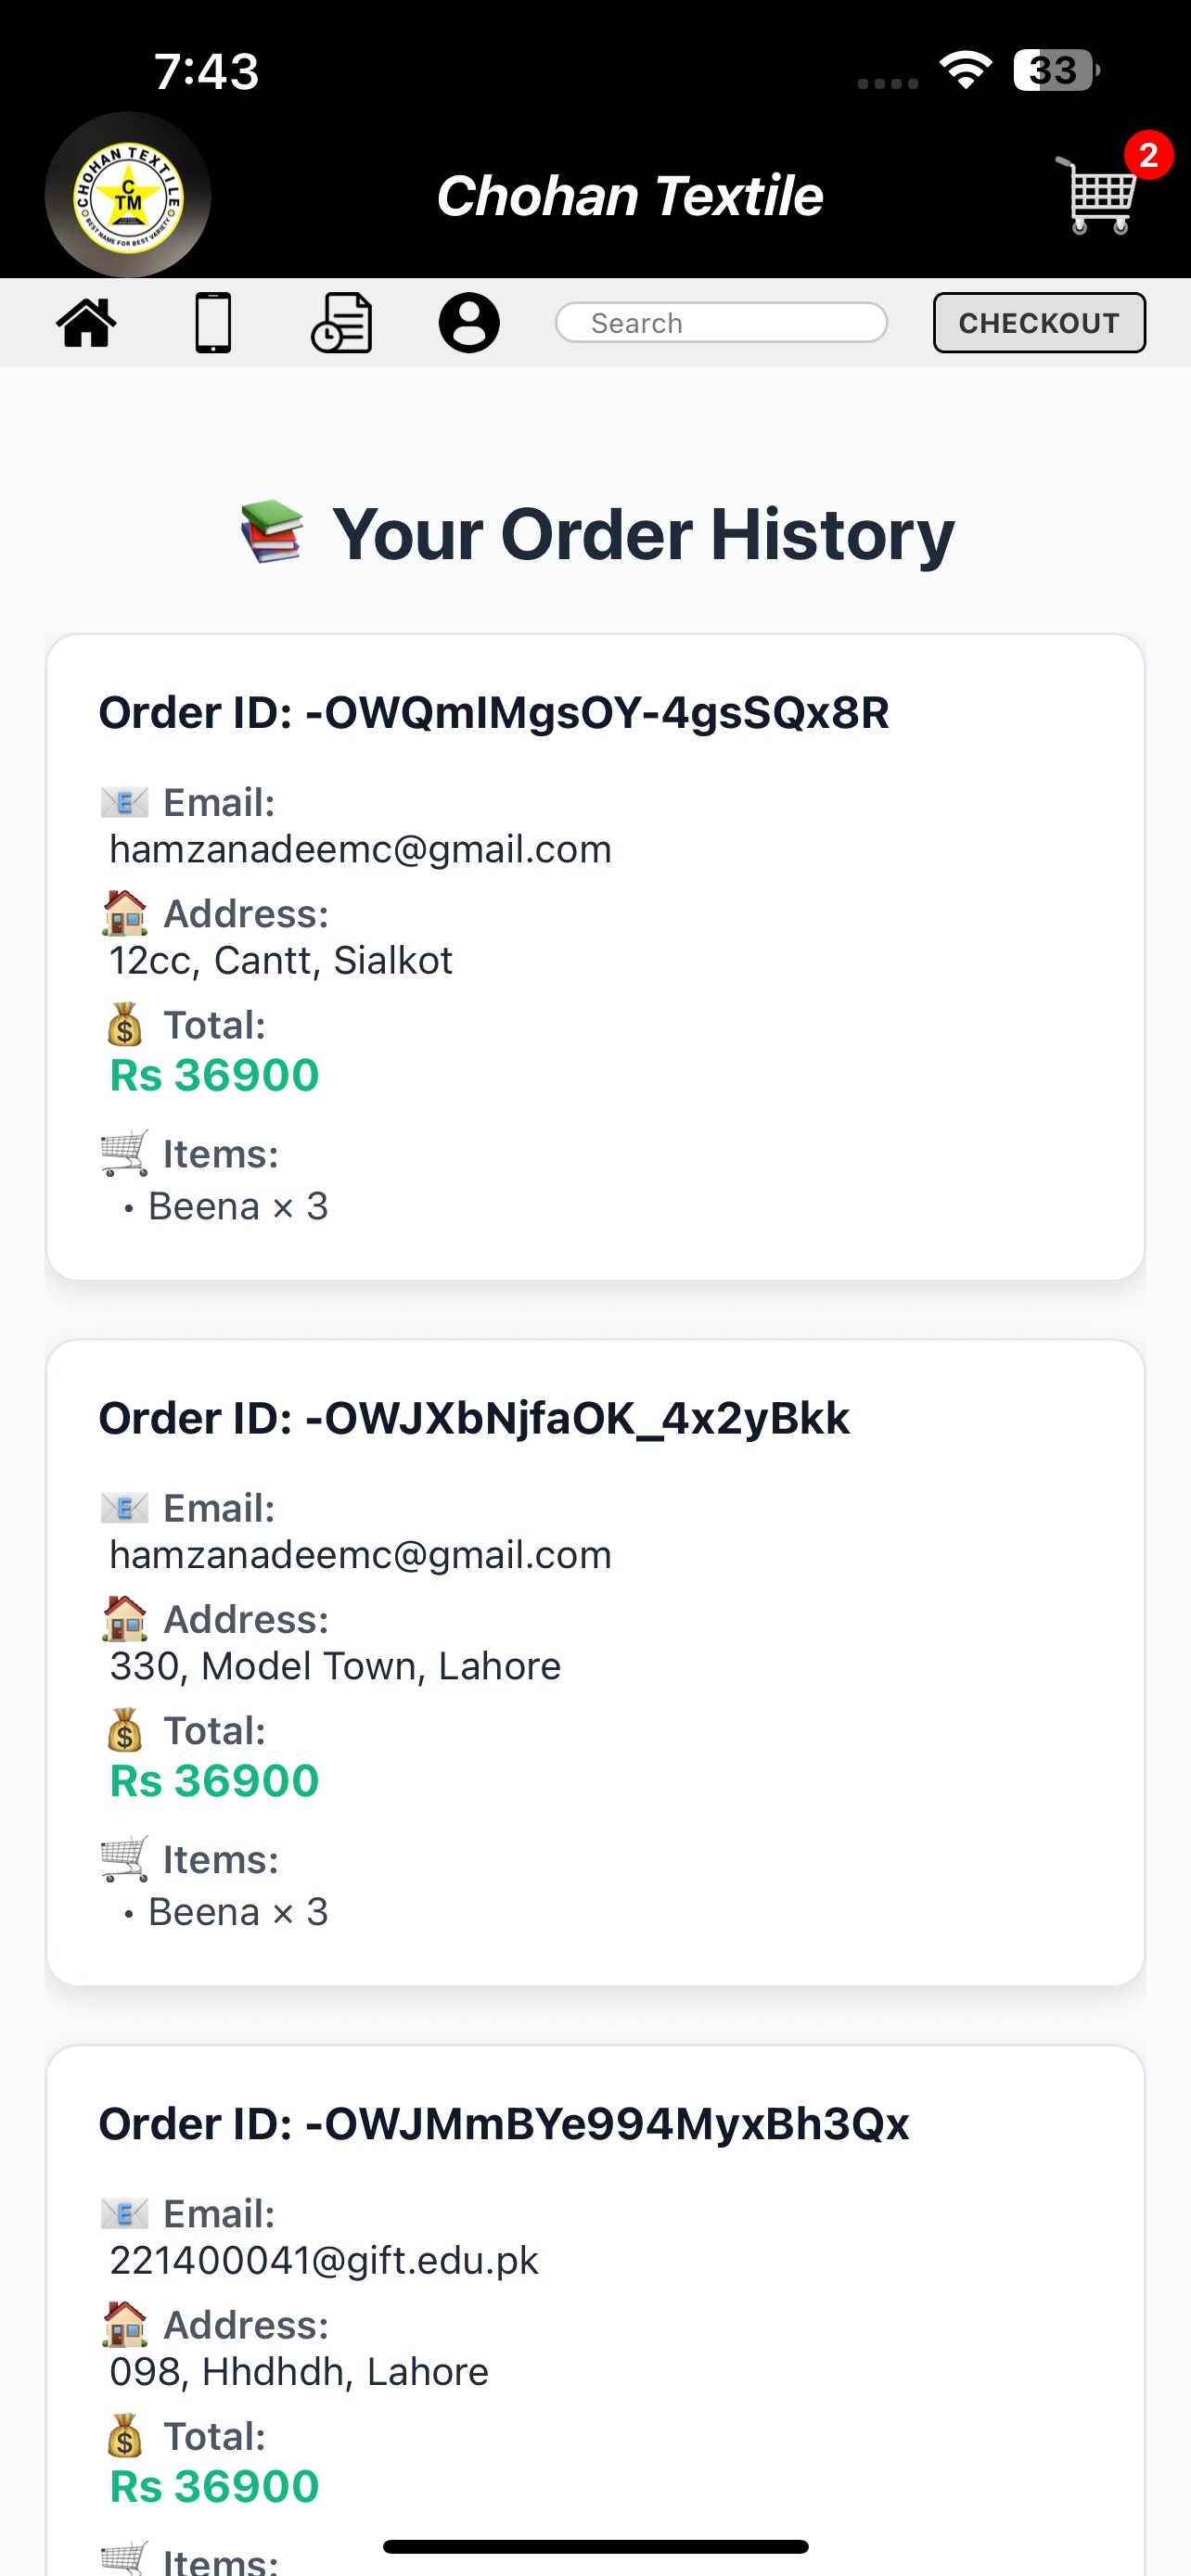 7:43
33
CHOHAN TEXTILE
C
TM
BEST NAME FOR BEST VARIETY
Chohan Textile
2
Search
CHECKOUT
📚 Your Order History
Order ID: -OWQmIMgsOY-4gsSQx8R
📧 Email:
hamzanadeemc@gmail.com
🏠 Address:
12cc, Cantt, Sialkot
💰 Total:
Rs 36900
🛒 Items:
• Beena × 3
Order ID: -OWJXbNjfaOK_4x2yBkk
📧 Email:
hamzanadeemc@gmail.com
🏠 Address:
330, Model Town, Lahore
💰 Total:
Rs 36900
🛒 Items:
• Beena × 3
Order ID: -OWJMmBYe994MyxBh3Qx
📧 Email:
221400041@gift.edu.pk
🏠 Address:
098, Hhdhdh, Lahore
💰 Total:
Rs 36900
🛒 Items: